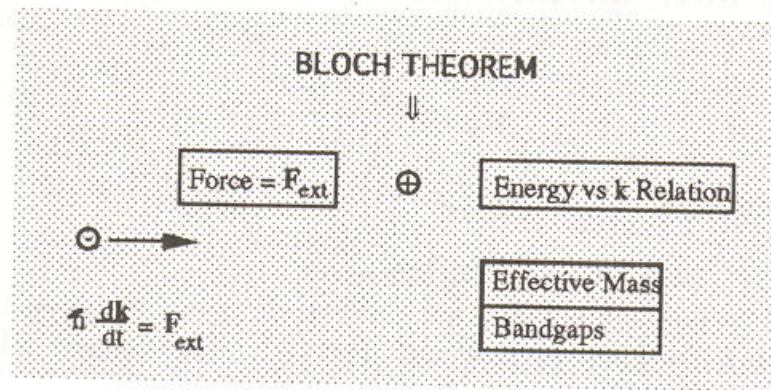 BLOCH THEOREM
⇓
Force = F_ext ⊕ Energy vs k Relation
Effective Mass
Bandgaps
ħ dk/dt = F_ext